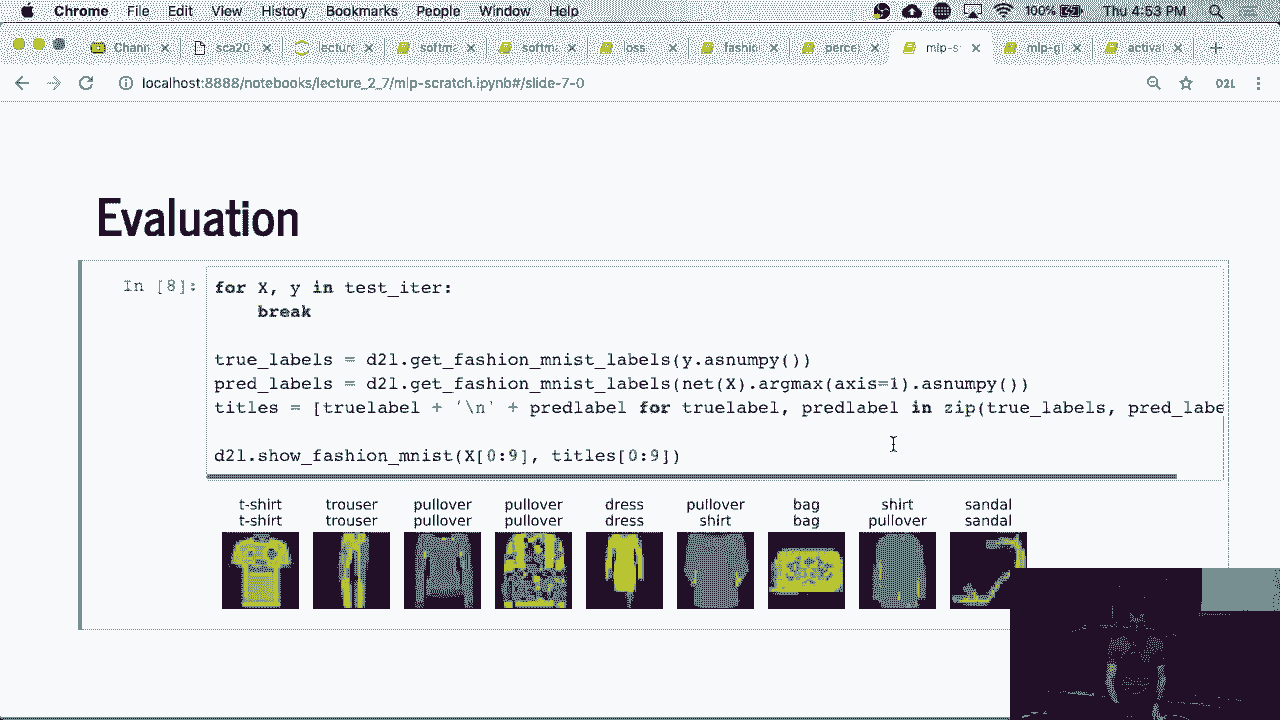 Chrome File Edit View History Bookmarks People Window Help 100% Thu 4:53 PM
Chann sca20 lecture softm softm loss fashio percep mlp-s mlp-g activat
localhost:8888/notebooks/lecture_2_7/mlp-scratch.ipynb#/slide-7-0 D2L
Evaluation
In [8]:
for X, y in test_iter:
break
true_labels = d2l.get_fashion_mnist_labels(y.asnumpy())
pred_labels = d2l.get_fashion_mnist_labels(net(X).argmax(axis=1).asnumpy())
titles = [truelabel + '\n' + predlabel for truelabel, predlabel in zip(true_labels, pred_labe
d2l.show_fashion_mnist(X[0:9], titles[0:9])
t-shirt trouser pullover pullover dress pullover bag shirt sandal
t-shirt trouser pullover pullover dress shirt bag pullover sandal